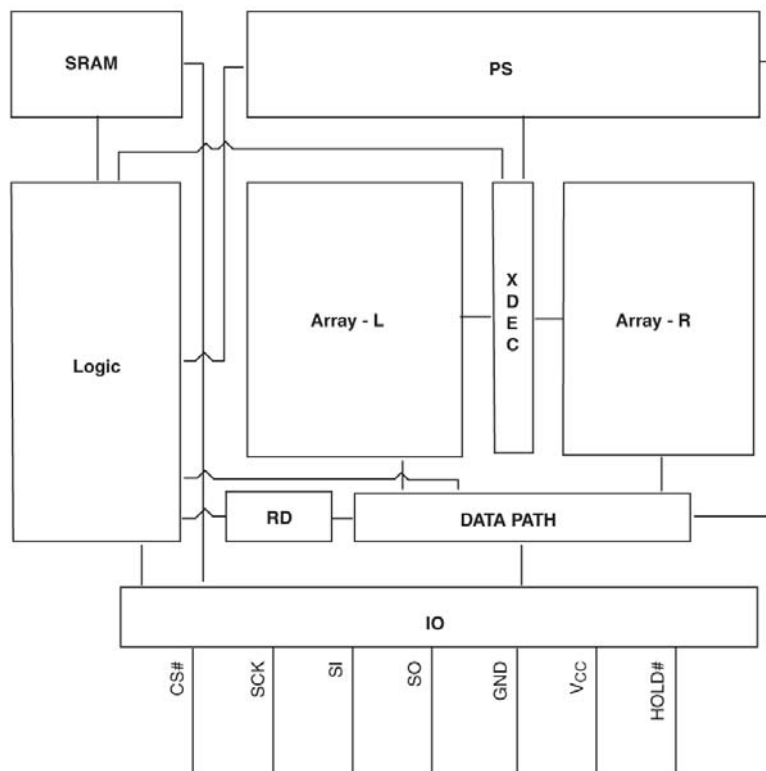 SRAM
PS
Logic
Array - L
X
D
E
C
Array - R
RD
DATA PATH
IO
CS#
SCK
SI
SO
GND
VCC
HOLD#